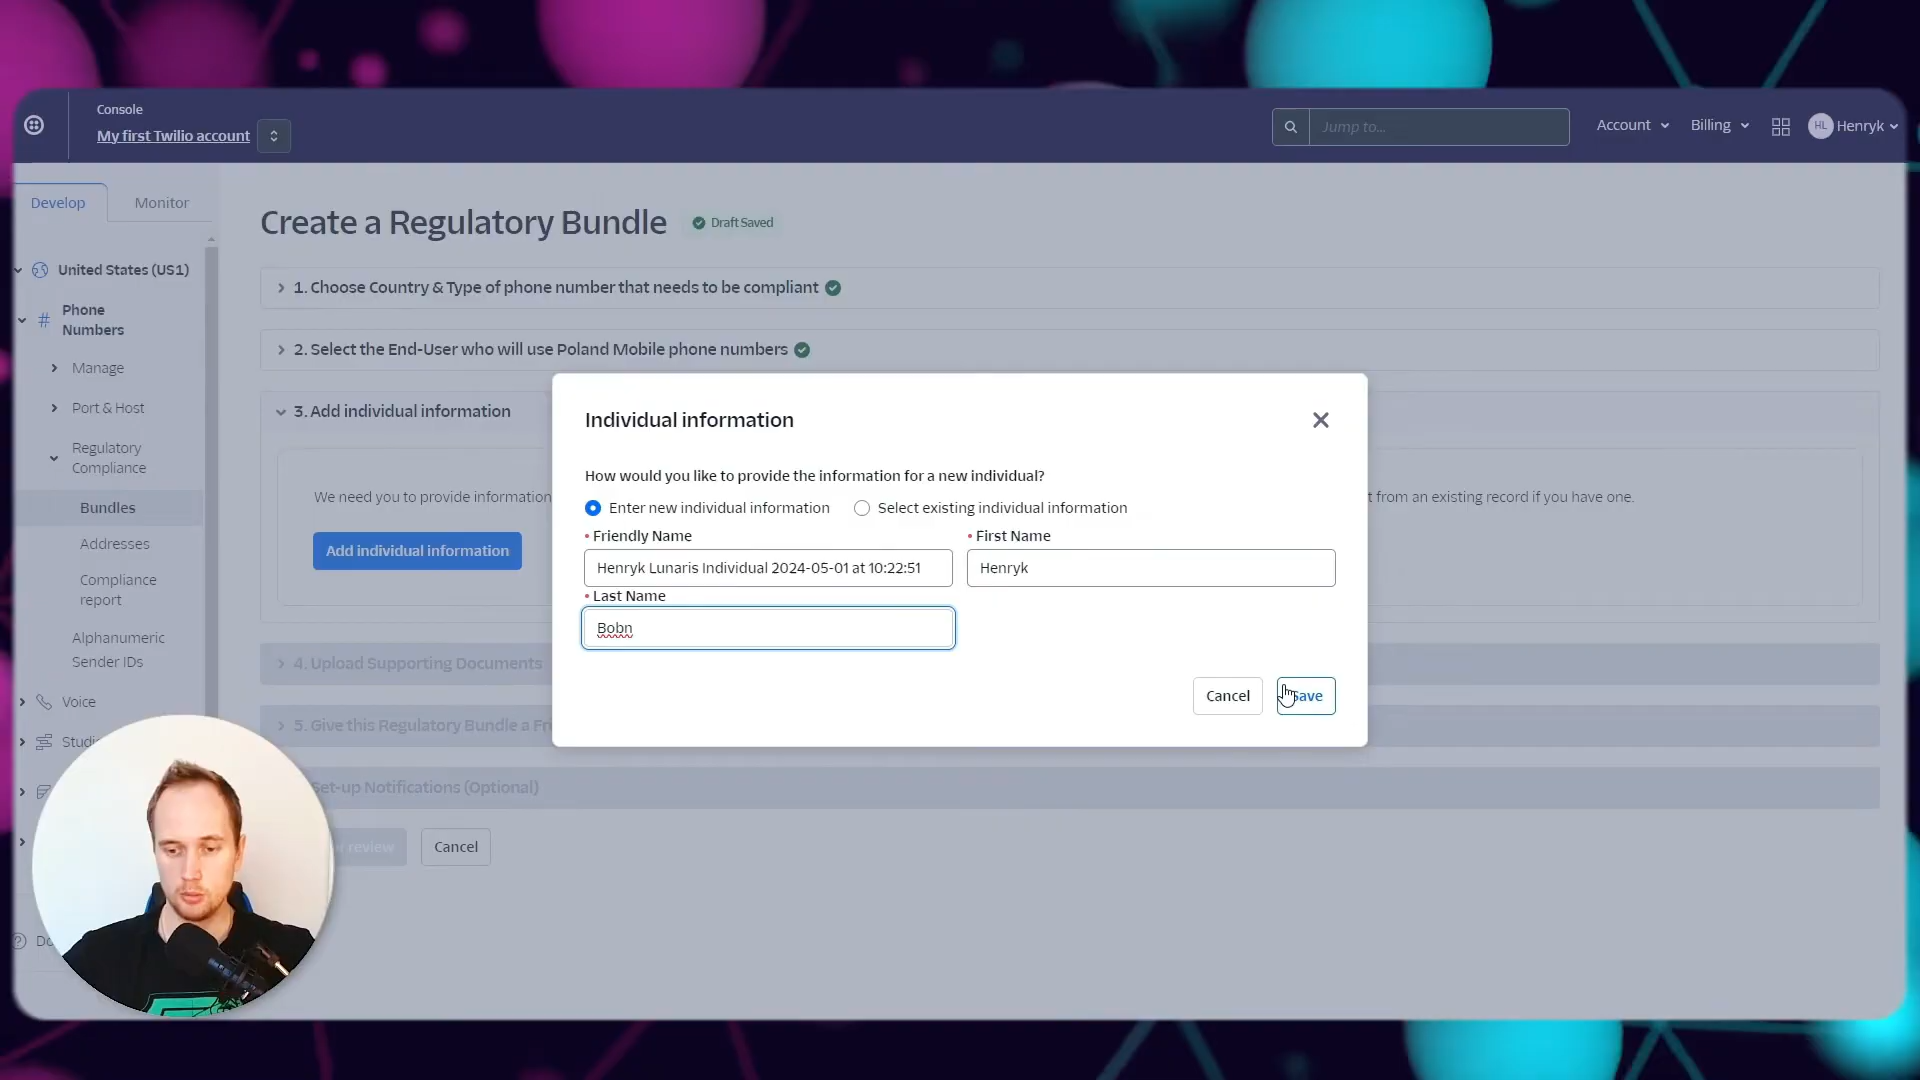 Console
My first Twilio account
Jump to...
Account
Billing
HL
Henryk
Develop
Monitor
Create a Regulatory Bundle
Draft Saved
United States (US1)
1. Choose Country & Type of phone number that needs to be compliant
Phone
Numbers
2. Select the End-User who will use Poland Mobile phone numbers
Manage
Port & Host
3. Add individual information
Individual information
Regulatory
Compliance
How would you like to provide the information for a new individual?
We need you to provide information
t from an existing record if you have one.
Bundles
Enter new individual information
Select existing individual information
Friendly Name
First Name
Addresses
Add individual information
Henryk Lunaris Individual 2024-05-01 at 10:22:51
Henryk
Compliance
report
Last Name
Bobn
Alphanumeric
Sender IDs
4. Upload Supporting Documents
Cancel
Save
Voice
5. Give this Regulatory Bundle a Fri
Studi
Set-up Notifications (Optional)
r review
Cancel
Do